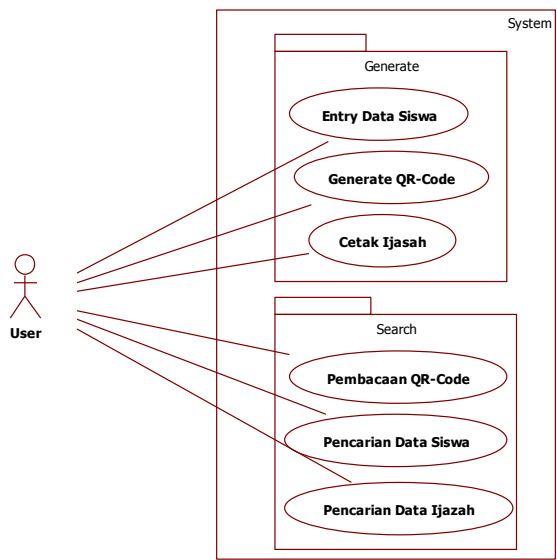 System
Generate
Entry Data Siswa
Generate QR-Code
Cetak Ijasah
User
Search
Pembacaan QR-Code
Pencarian Data Siswa
Pencarian Data Ijazah